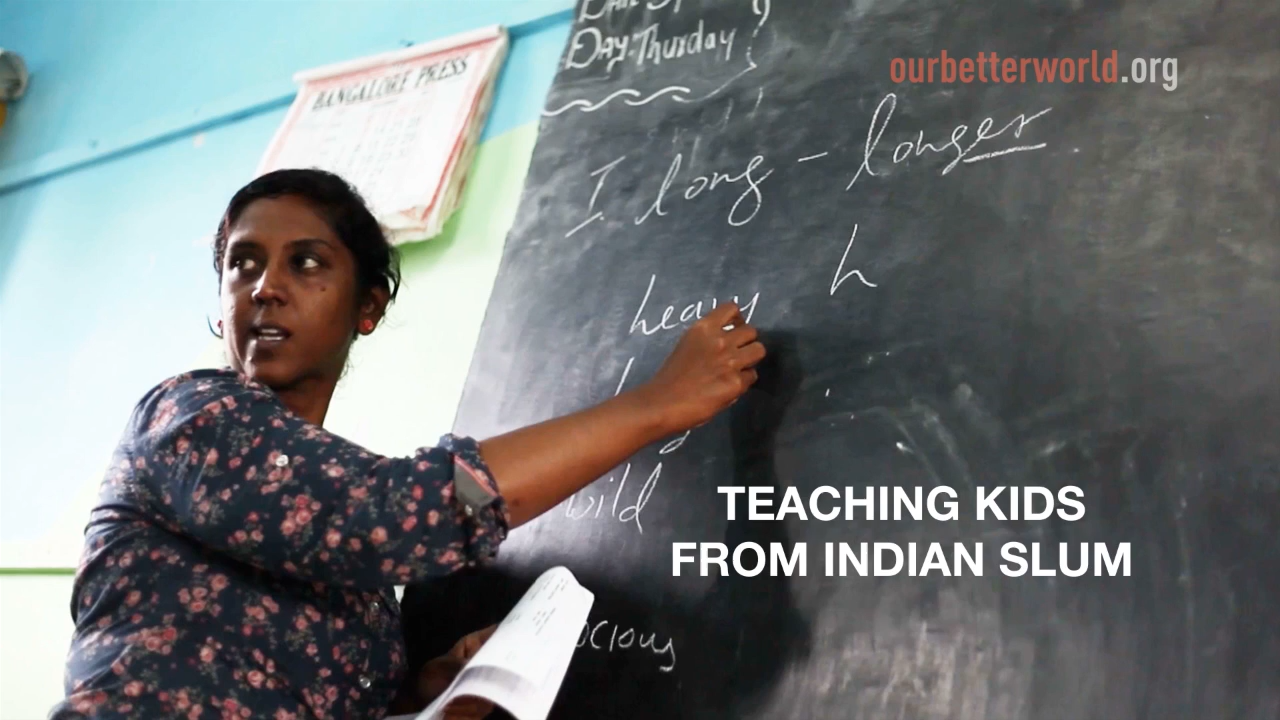 Day Thursday
BANGALORE PRESS
ourbetterworld.org
I. long - longer
heavy h
wild
TEACHING KIDS
FROM INDIAN SLUM